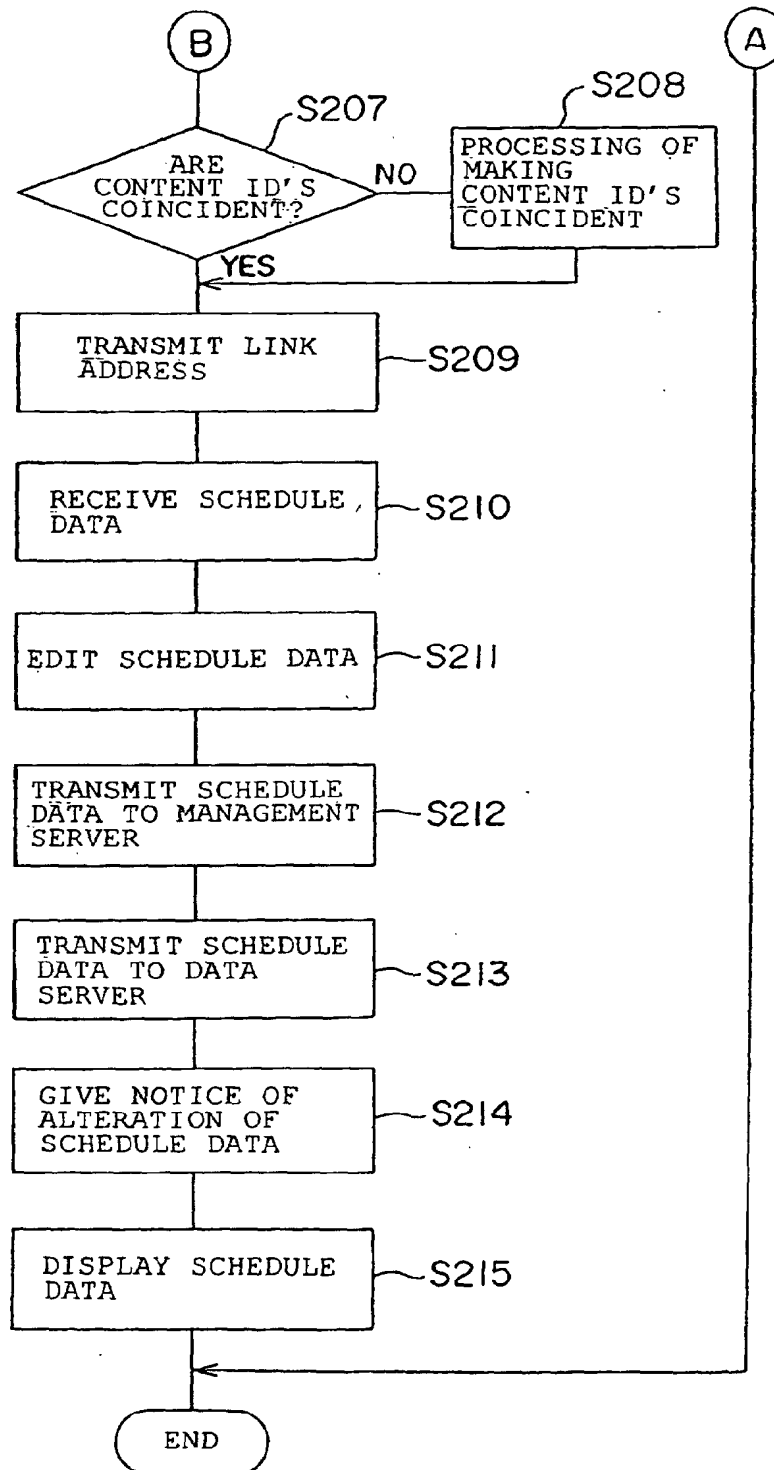 B
A
S207
S208
ARE
CONTENT ID'S
COINCIDENT?
NO
PROCESSING OF
MAKING
CONTENT ID'S
COINCIDENT
YES
TRANSMIT LINK
ADDRESS
S209
RECEIVE SCHEDULE
DATA
S210
EDIT SCHEDULE DATA
S211
TRANSMIT SCHEDULE
DATA TO MANAGEMENT
SERVER
S212
TRANSMIT SCHEDULE
DATA TO DATA
SERVER
S213
GIVE NOTICE OF
ALTERATION OF
SCHEDULE DATA
S214
DISPLAY SCHEDULE
DATA
S215
END